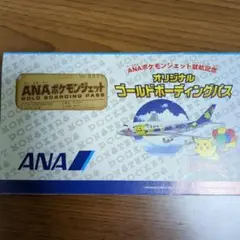 ANAポケモンジェット
GOLD BOARDING PASS
ANAポケモンジェット就航記念
オリジナル
ゴールドボーディングパス
ANA